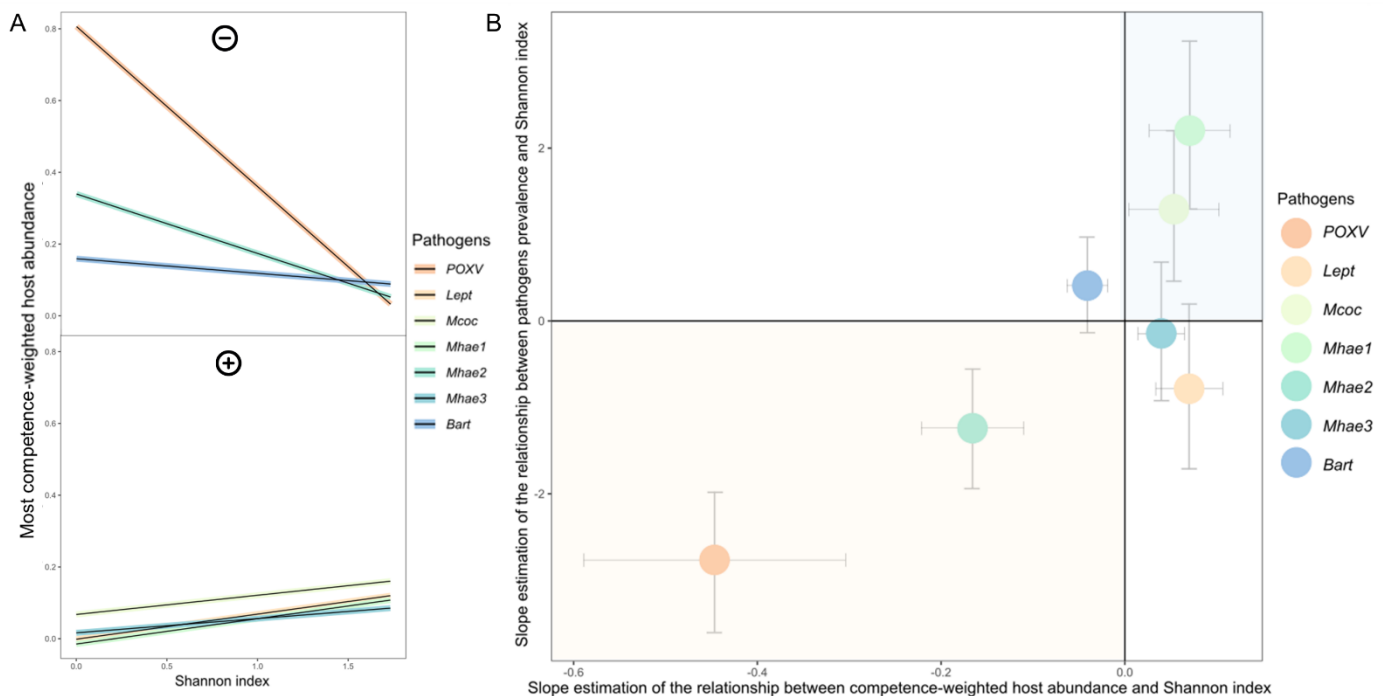 A
Most competence-weighted host abundance
0.8
0.6
0.4
0.2
0.0
0.8
0.6
0.4
0.2
0.0
0.0 0.5 1.0 1.5
Shannon index
Pathogens
POXV
Lept
Mcoc
Mhae1
Mhae2
Mhae3
Bart
B
Slope estimation of the relationship between pathogens prevalence and Shannon index
2
0
-2
-0.6 -0.4 -0.2 0.0
Slope estimation of the relationship between competence-weighted host abundance and Shannon index
Pathogens
POXV
Lept
Mcoc
Mhae1
Mhae2
Mhae3
Bart